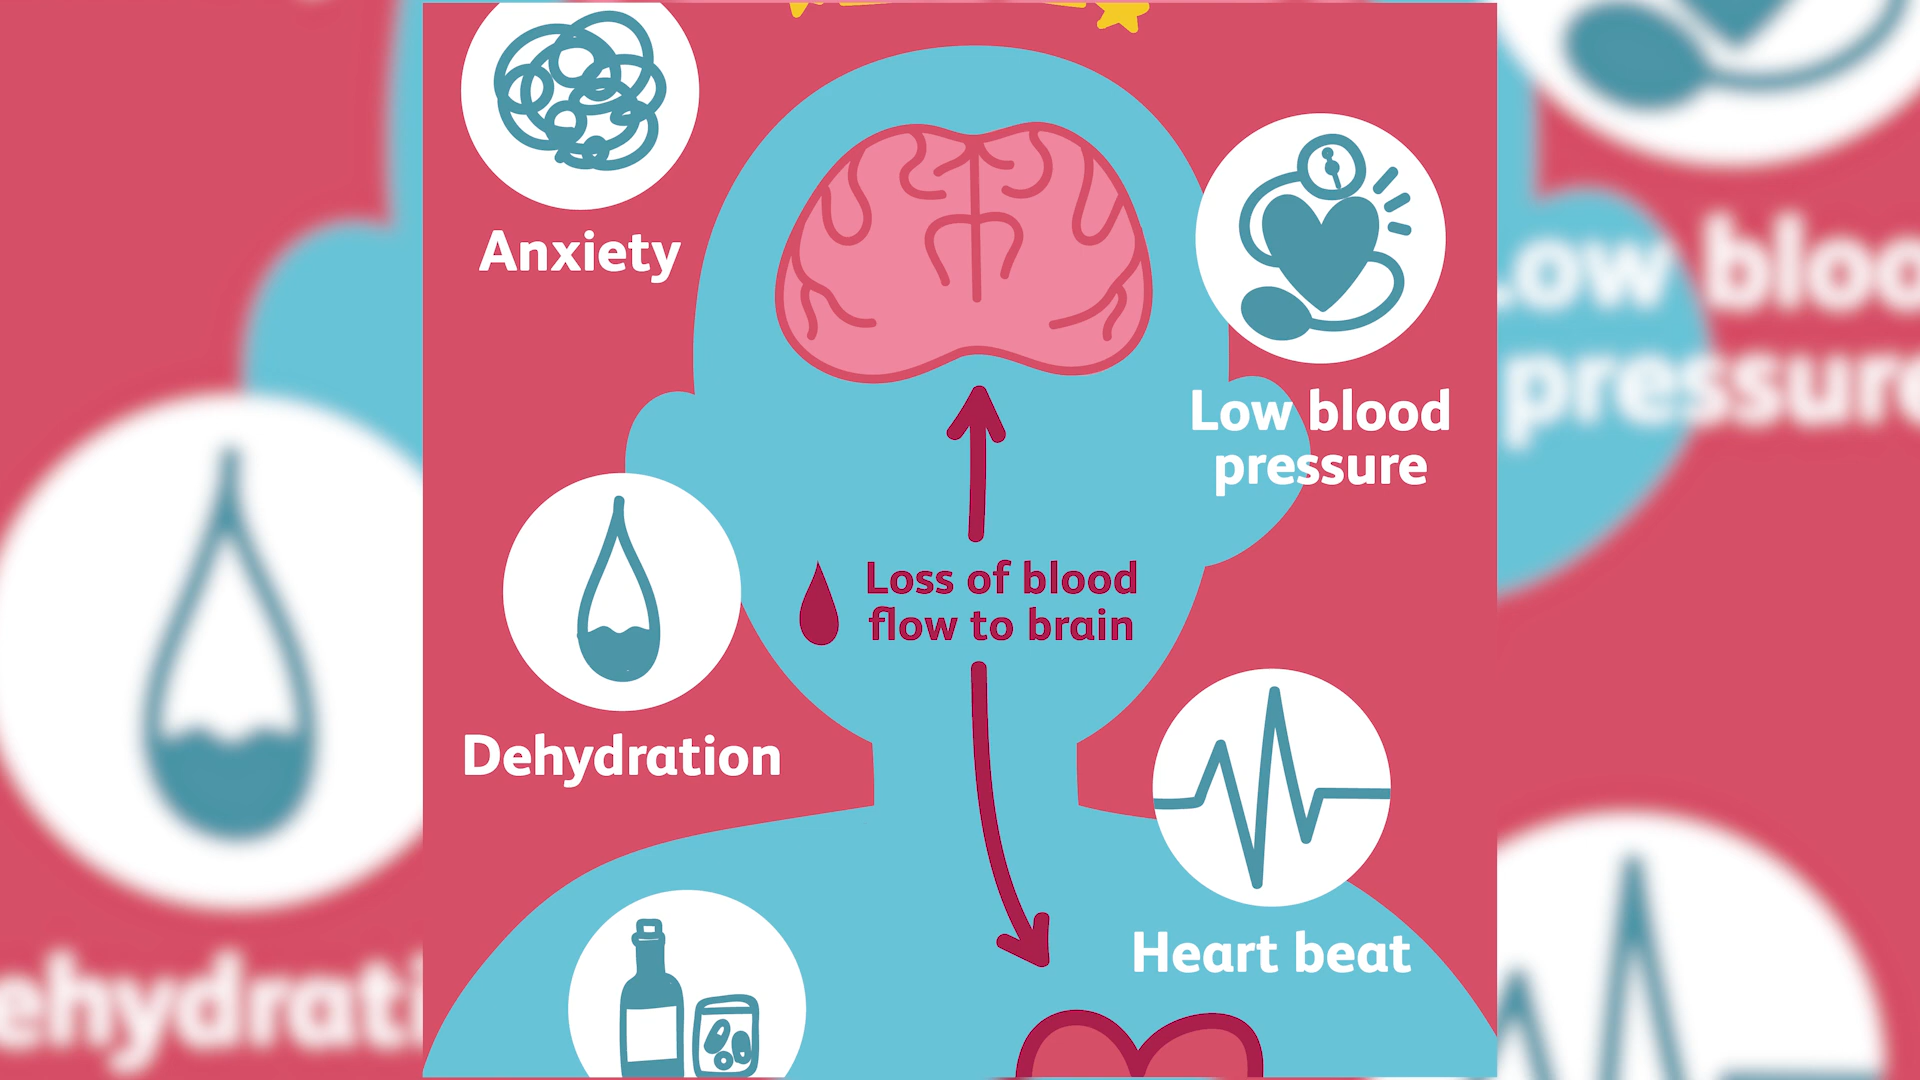 Anxiety
Low blood
pressure
Loss of blood
flow to brain
Dehydration
Heart beat